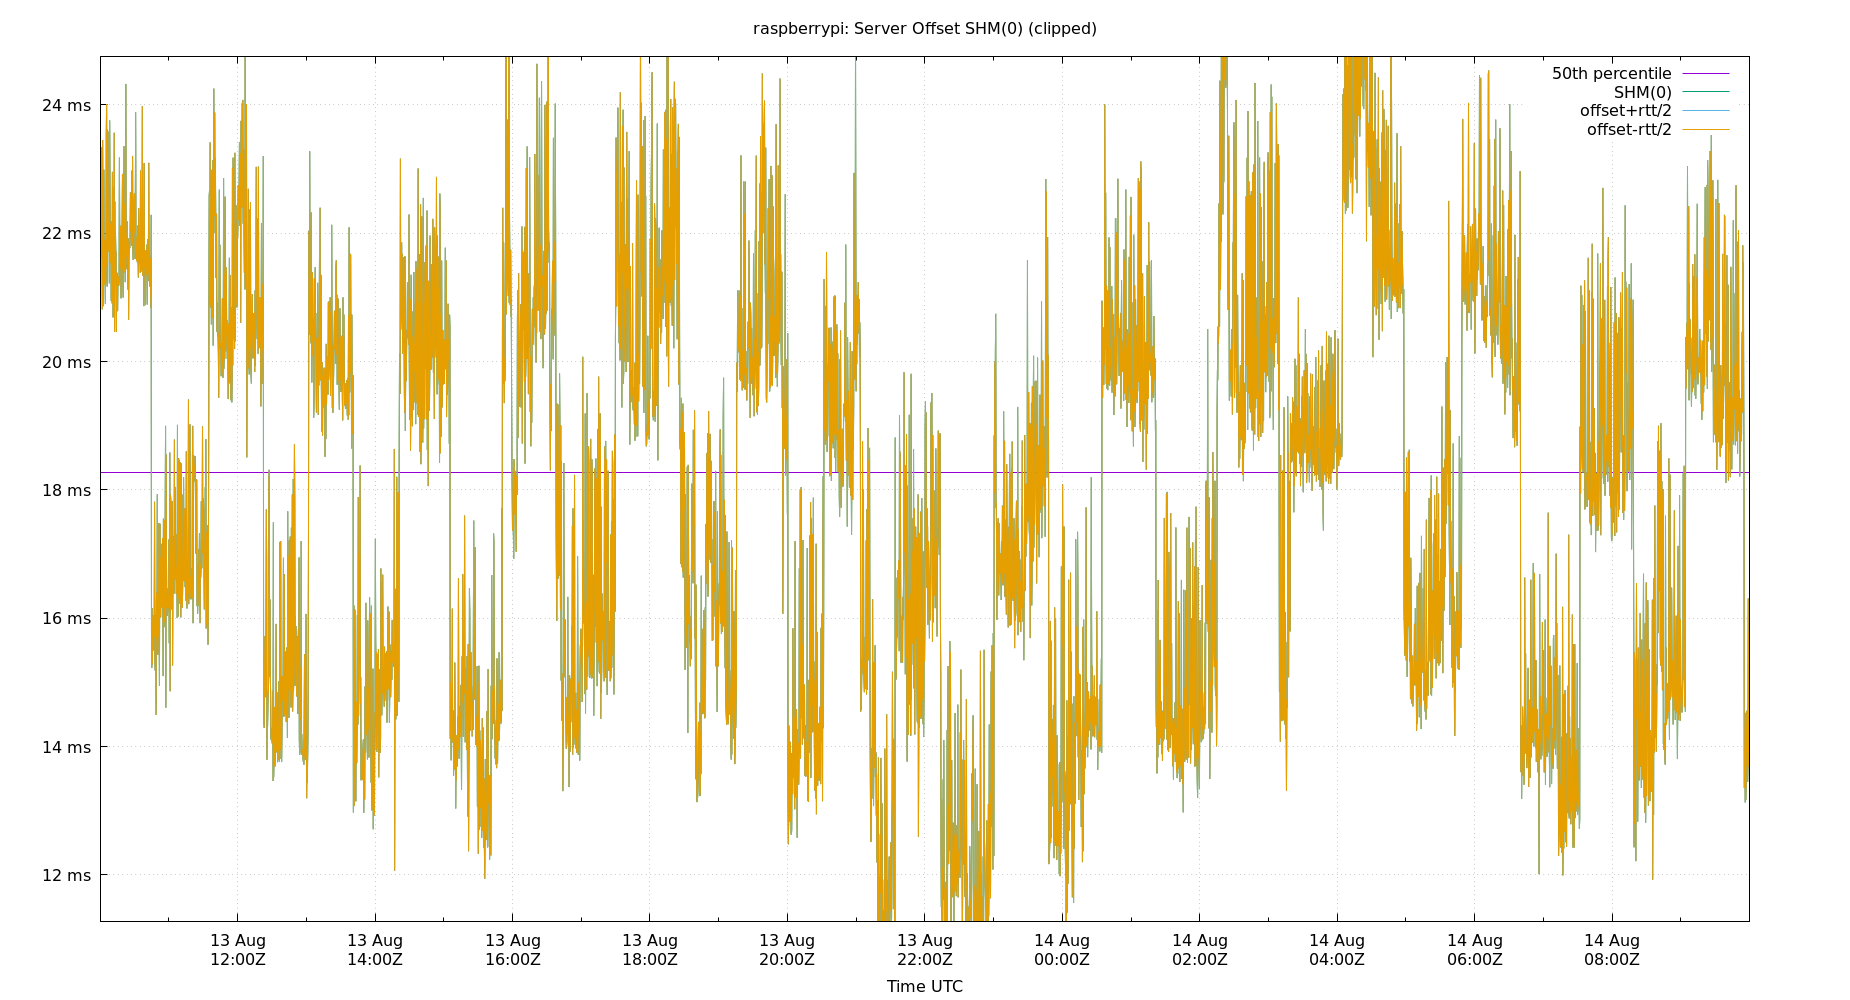 raspberrypi: Server Offset SHM(0) (clipped)
50th percentile
SHM(0)
offset+rtt/2
offset-rtt/2
24 ms
22 ms
20 ms
18 ms
16 ms
14 ms
12 ms
13 Aug 13 Aug 13 Aug 13 Aug 13 Aug 13 Aug 14 Aug 14 Aug 14 Aug 14 Aug 14 Aug
12:00Z 14:00Z 16:00Z 18:00Z 20:00Z 22:00Z 00:00Z 02:00Z 04:00Z 06:00Z 08:00Z
Time UTC